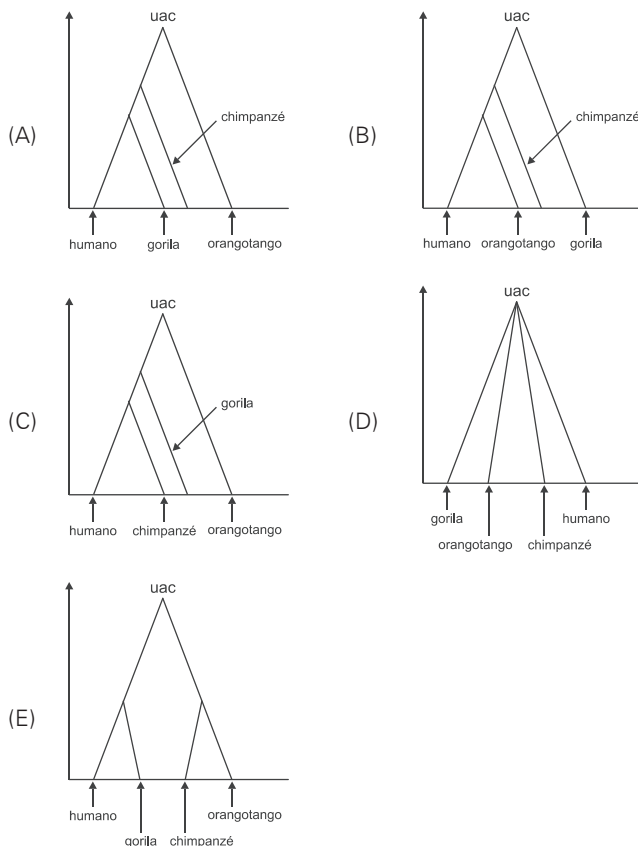 uac
(A)
chimpanzé
humano
gorila
orangotango
uac
(B)
chimpanzé
humano
orangotango
gorila
uac
(C)
gorila
humano
chimpanzé
orangotango
uac
(D)
gorila
humano
orangotango
chimpanzé
uac
(E)
humano
orangotango
gorila
chimpanzé